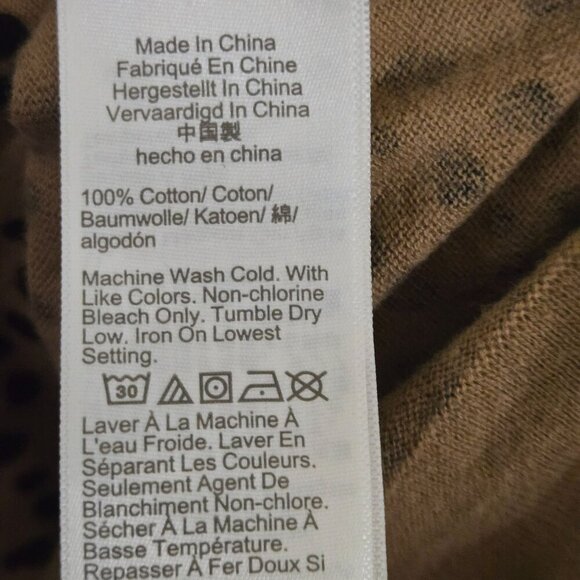 Made In China
Fabriqué En Chine
Hergestellt In China
Vervaardigd In China
中国製
hecho en china
100% Cotton/ Coton/
Baumwolle/ Katoen/ 綿/
algodón
Machine Wash Cold. With
Like Colors. Non-chlorine
Bleach Only. Tumble Dry
Low. Iron On Lowest
Setting.
30
Laver À La Machine À
L'eau Froide. Laver En
Séparant Les Couleurs.
Seulement Agent De
Blanchiment Non-chlore.
Sécher À La Machine À
Basse Température.
Repasser À Fer Doux Si